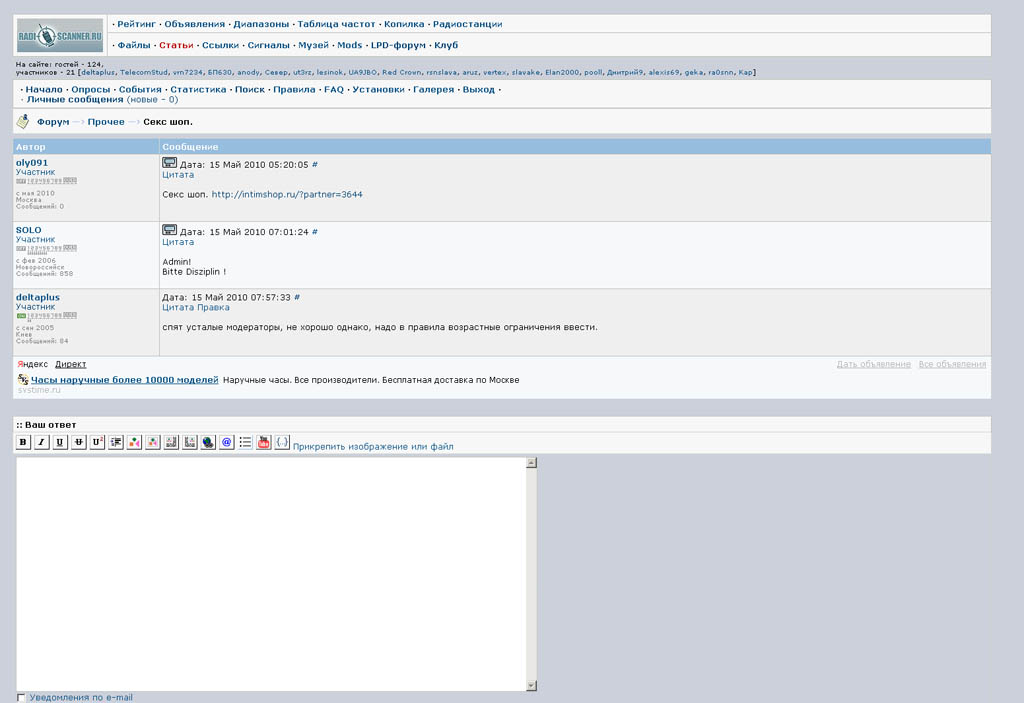 RADIOSCANNER.RU
· Рейтинг · Объявления · Диапазоны · Таблица частот · Копилка · Радиостанции
· Файлы · Статьи · Ссылки · Сигналы · Музей · Mods · LPD-форум · Клуб
На сайте: гостей - 124,
участников - 21 [deltaplus, TelecomStud, vrn7234, БП630, anody, Север, ut3rz, lesinok, UA9JBO, Red Crown, rsnslava, aruz, vertex, slavake, Elan2000, pooll, Дмитрий9, alexis69, geka, ra0snn, Kap]
· Начало · Опросы · События · Статистика · Поиск · Правила · FAQ · Установки · Галерея · Выход ·
· Личные сообщения (новые - 0)
Форум —› Прочее —› Секс шоп.
Автор Сообщение
oly091
Участник
с мая 2010
Москва
Сообщений: 0
Дата: 15 Май 2010 05:20:05 #
Цитата
Секс шоп. http://intimshop.ru/?partner=3644
SOLO
Участник
с фев 2006
Новороссийск
Сообщений: 858
Дата: 15 Май 2010 07:01:24 #
Цитата
Admin!
Bitte Disziplin !
deltaplus
Участник
с сен 2005
Киев
Сообщений: 84
Дата: 15 Май 2010 07:57:33 #
Цитата Правка
спят усталые модераторы, не хорошо однако, надо в правила возрастные ограничения ввести.
Яндекс Директ Дать объявление Все объявления
Часы наручные более 10000 моделей Наручные часы. Все производители. Бесплатная доставка по Москве
svstime.ru
:: Ваш ответ
B I U U² @ {..} Прикрепить изображение или файл
Уведомления по e-mail